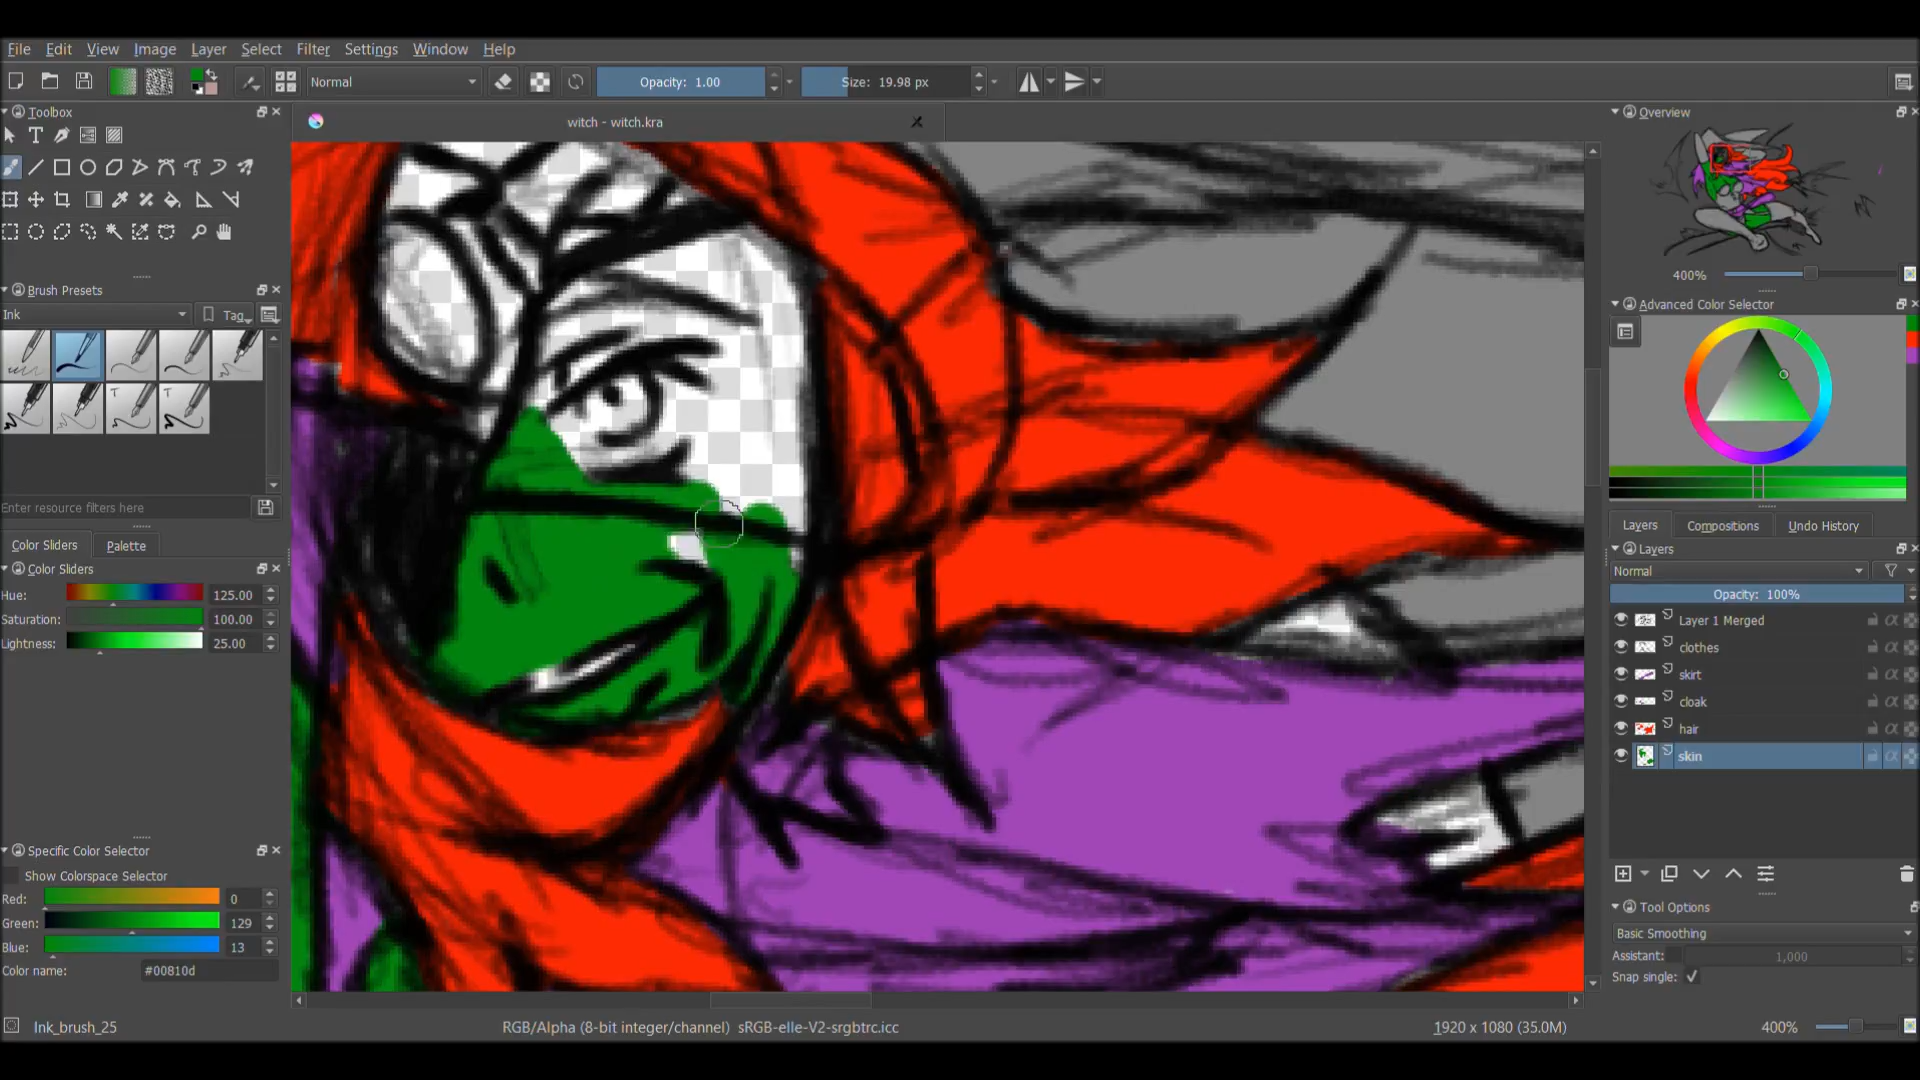 File Edit View Image Layer Select Filter Settings Window Help
Normal Opacity: 1.00 Size: 19.98 px
Toolbox
witch - witch.kra
Overview
T
400%
Brush Presets
Ink Tag
Advanced Color Selector
Enter resource filters here
Layers Compositions Undo History
Color Sliders Palette
Layers
Color Sliders
Normal
Hue: 125.00
Opacity: 100%
Saturation: 100.00
Layer 1 Merged
Lightness: 25.00
clothes
skirt
cloak
hair
skin
Specific Color Selector
Show Colorspace Selector
Red: 0
Tool Options
Green: 129
Basic Smoothing
Blue: 13
Assistant: 1,000
Color name: #00810d
Snap single:
Ink_brush_25
RGB/Alpha (8-bit integer/channel) sRGB-elle-V2-srgbtrc.icc
1920 x 1080 (35.0M)
400%